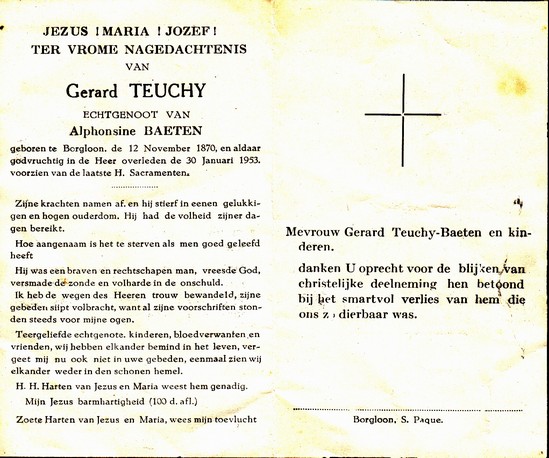 JEZUS ! MARIA ! JOZEF !
TER VROME NAGEDACHTENIS
VAN
Gerard TEUCHY
ECHTGENOOT VAN
Alphonsine BAETEN
geboren te Borgloon. de 12 November 1870, en aldaar
godvruchtig in de Heer overleden de 30 Januari 1953.
voorzien van de laatste H. Sacramenten.
Zijne krachten namen af. en hij stierf in eenen gelukki-
gen en hogen ouderdom. Hij had de volheid zijner da-
gen bereikt.
Hoe aangenaam is het te sterven als men goed geleefd
heeft
Hij was een braven en rechtschapen man, vreesde God,
versmade de zonde en volharde in de onschuld.
Ik heb de wegen des Heeren trouw bewandeld, zijne
gebeden stipt volbracht, want al zijne voorschriften ston-
den steeds voor mijne ogen.
Teergeliefde echtgenote. kinderen, bloedverwanten en
vrienden, wij hebben elkander bemind in het leven, ver-
geet mij nu ook niet in uwe gebeden, eenmaal zien wij
elkander weder in den schonen hemel.
H. H. Harten van Jezus en Maria weest hem genadig.
Mijn Jezus barmhartigheid (100 d. afl.)
Zoete Harten van Jezus en Maria, wees mijn toevlucht
Mevrouw Gerard Teuchy-Baeten en kin-
deren.
danken U oprecht voor de blijken van
christelijke deelneming hen betoond
bij het smartvol verlies van hem die
ons zo dierbaar was.
Borgloon, S. Paque.